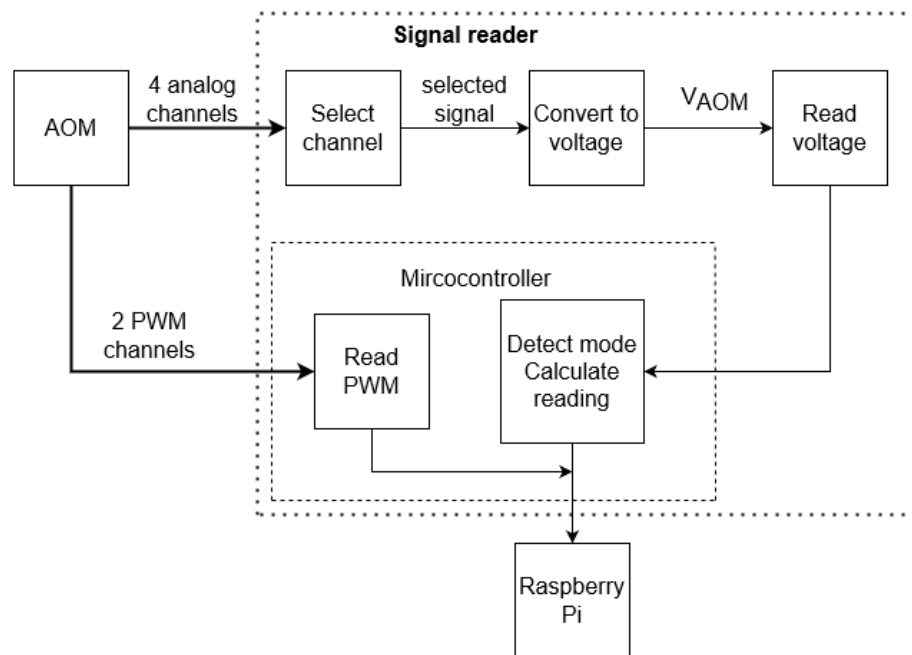 Signal reader
AOM
4 analog
channels
Select
channel
selected
signal
Convert to
voltage
VAOM
Read
voltage
Mircocontroller
2 PWM
channels
Read
PWM
Detect mode
Calculate
reading
Raspberry
Pi